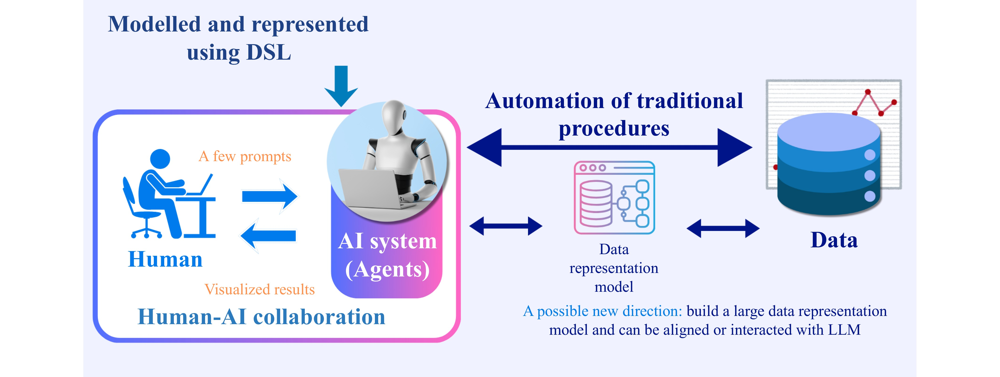 Modelled and represented
using DSL
Automation of traditional
procedures
A few prompts
Human
AI system
(Agents)
Visualized results
Human-AI collaboration
Data
representation
model
Data
A possible new direction: build a large data representation
model and can be aligned or interacted with LLM